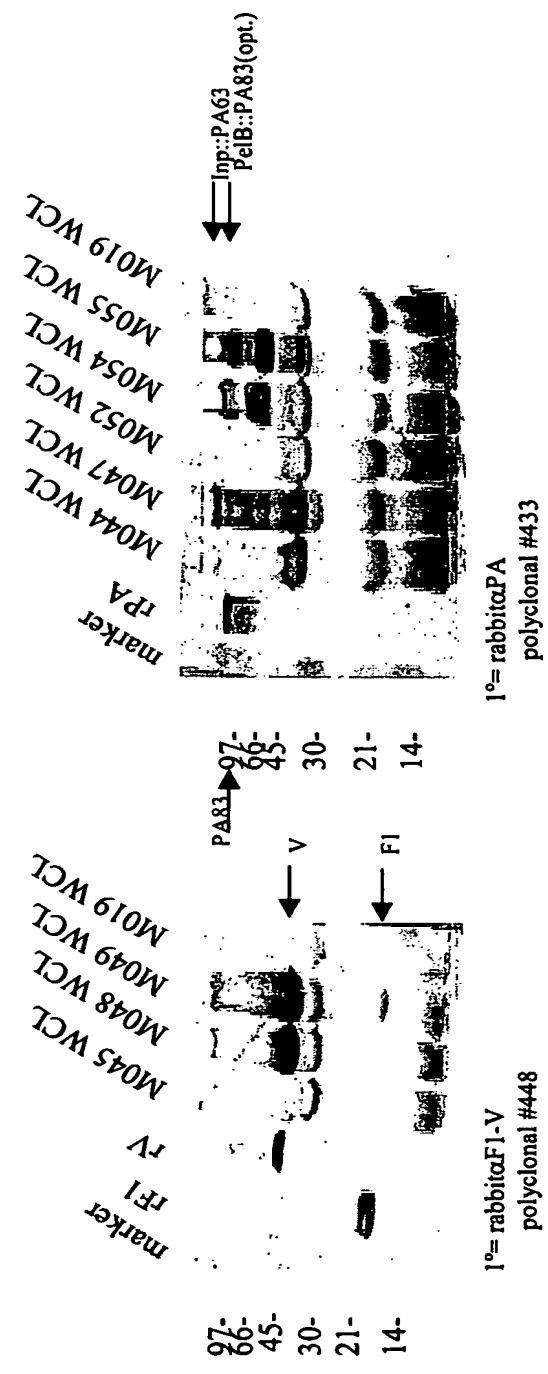 marker
rF1
rV
M045 WCL
M048 WCL
M049 WCL
M019 WCL
97-
66-
45-
30-
21-
14-
V
F1
1°= rabbitαF1-V
polyclonal #448
marker
rPA
M044 WCL
M047 WCL
M052 WCL
M054 WCL
M055 WCL
M019 WCL
PA83
97-
66-
45-
30-
21-
14-
Inp::PA63
PelB::PA83(opt.)
1°= rabbitαPA
polyclonal #433